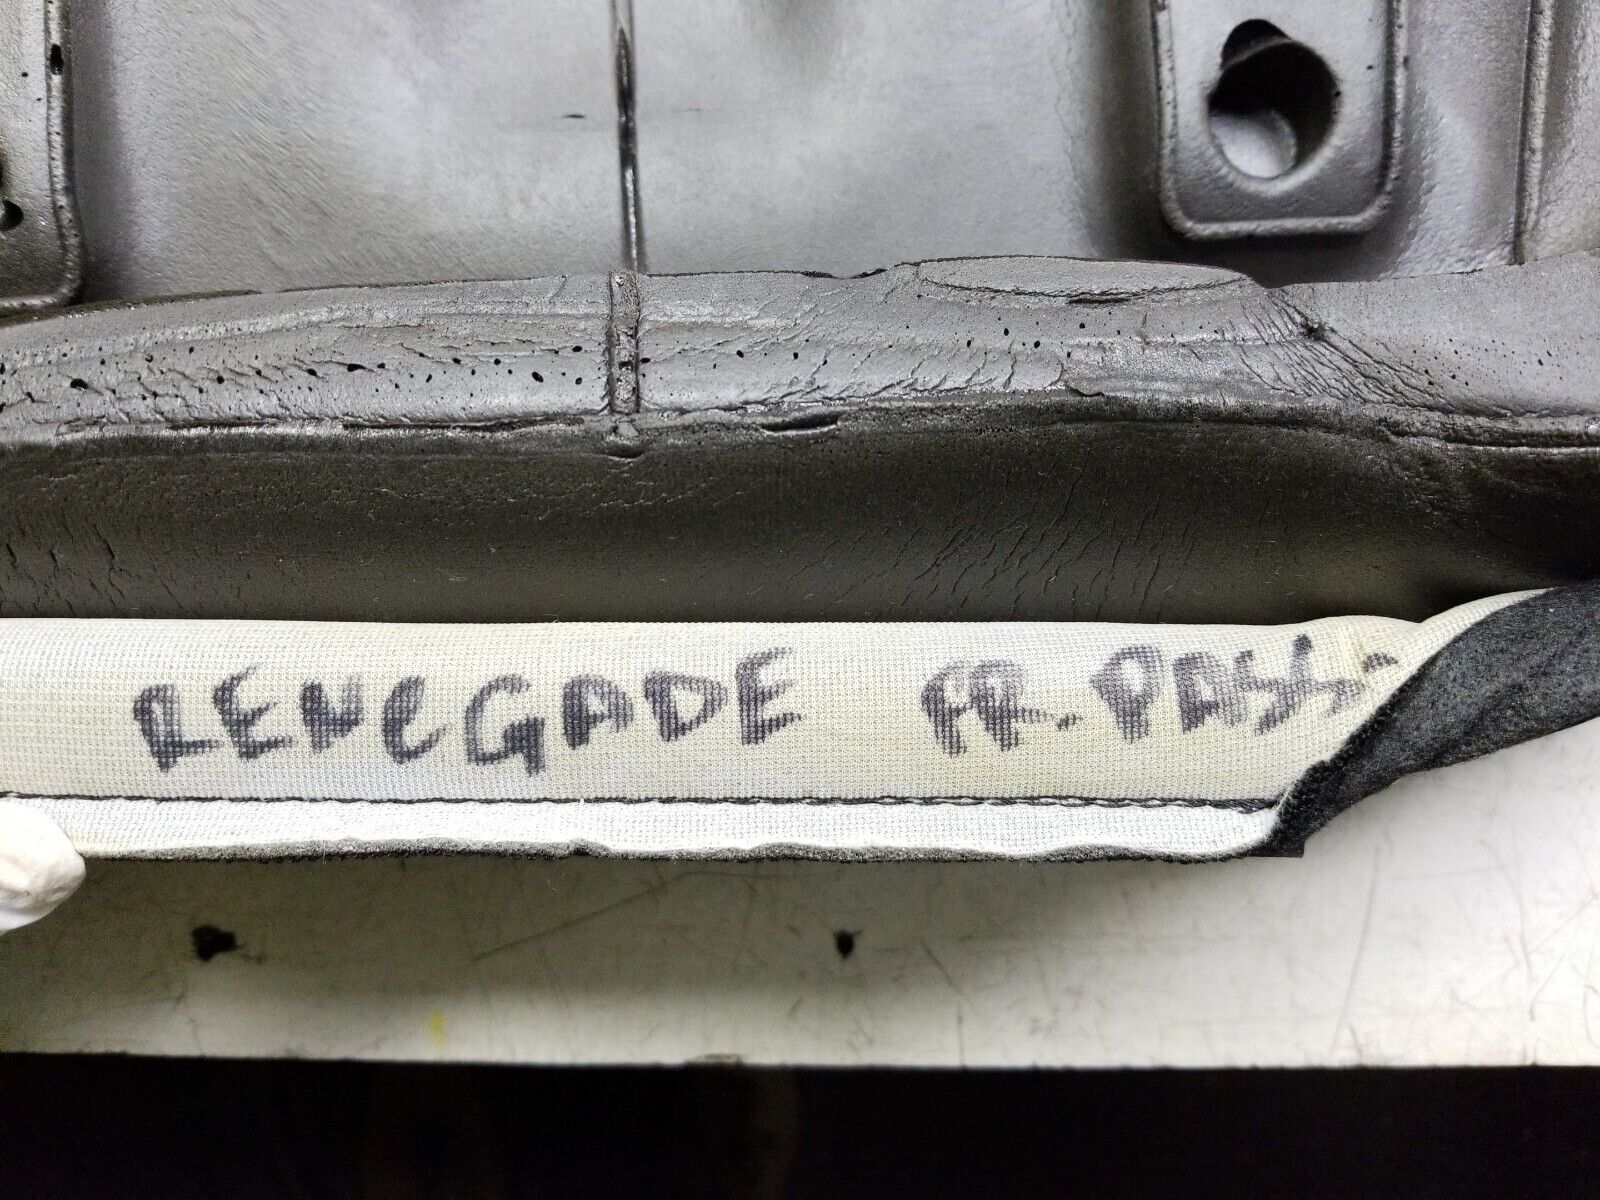 RENEGADE FR. PASS